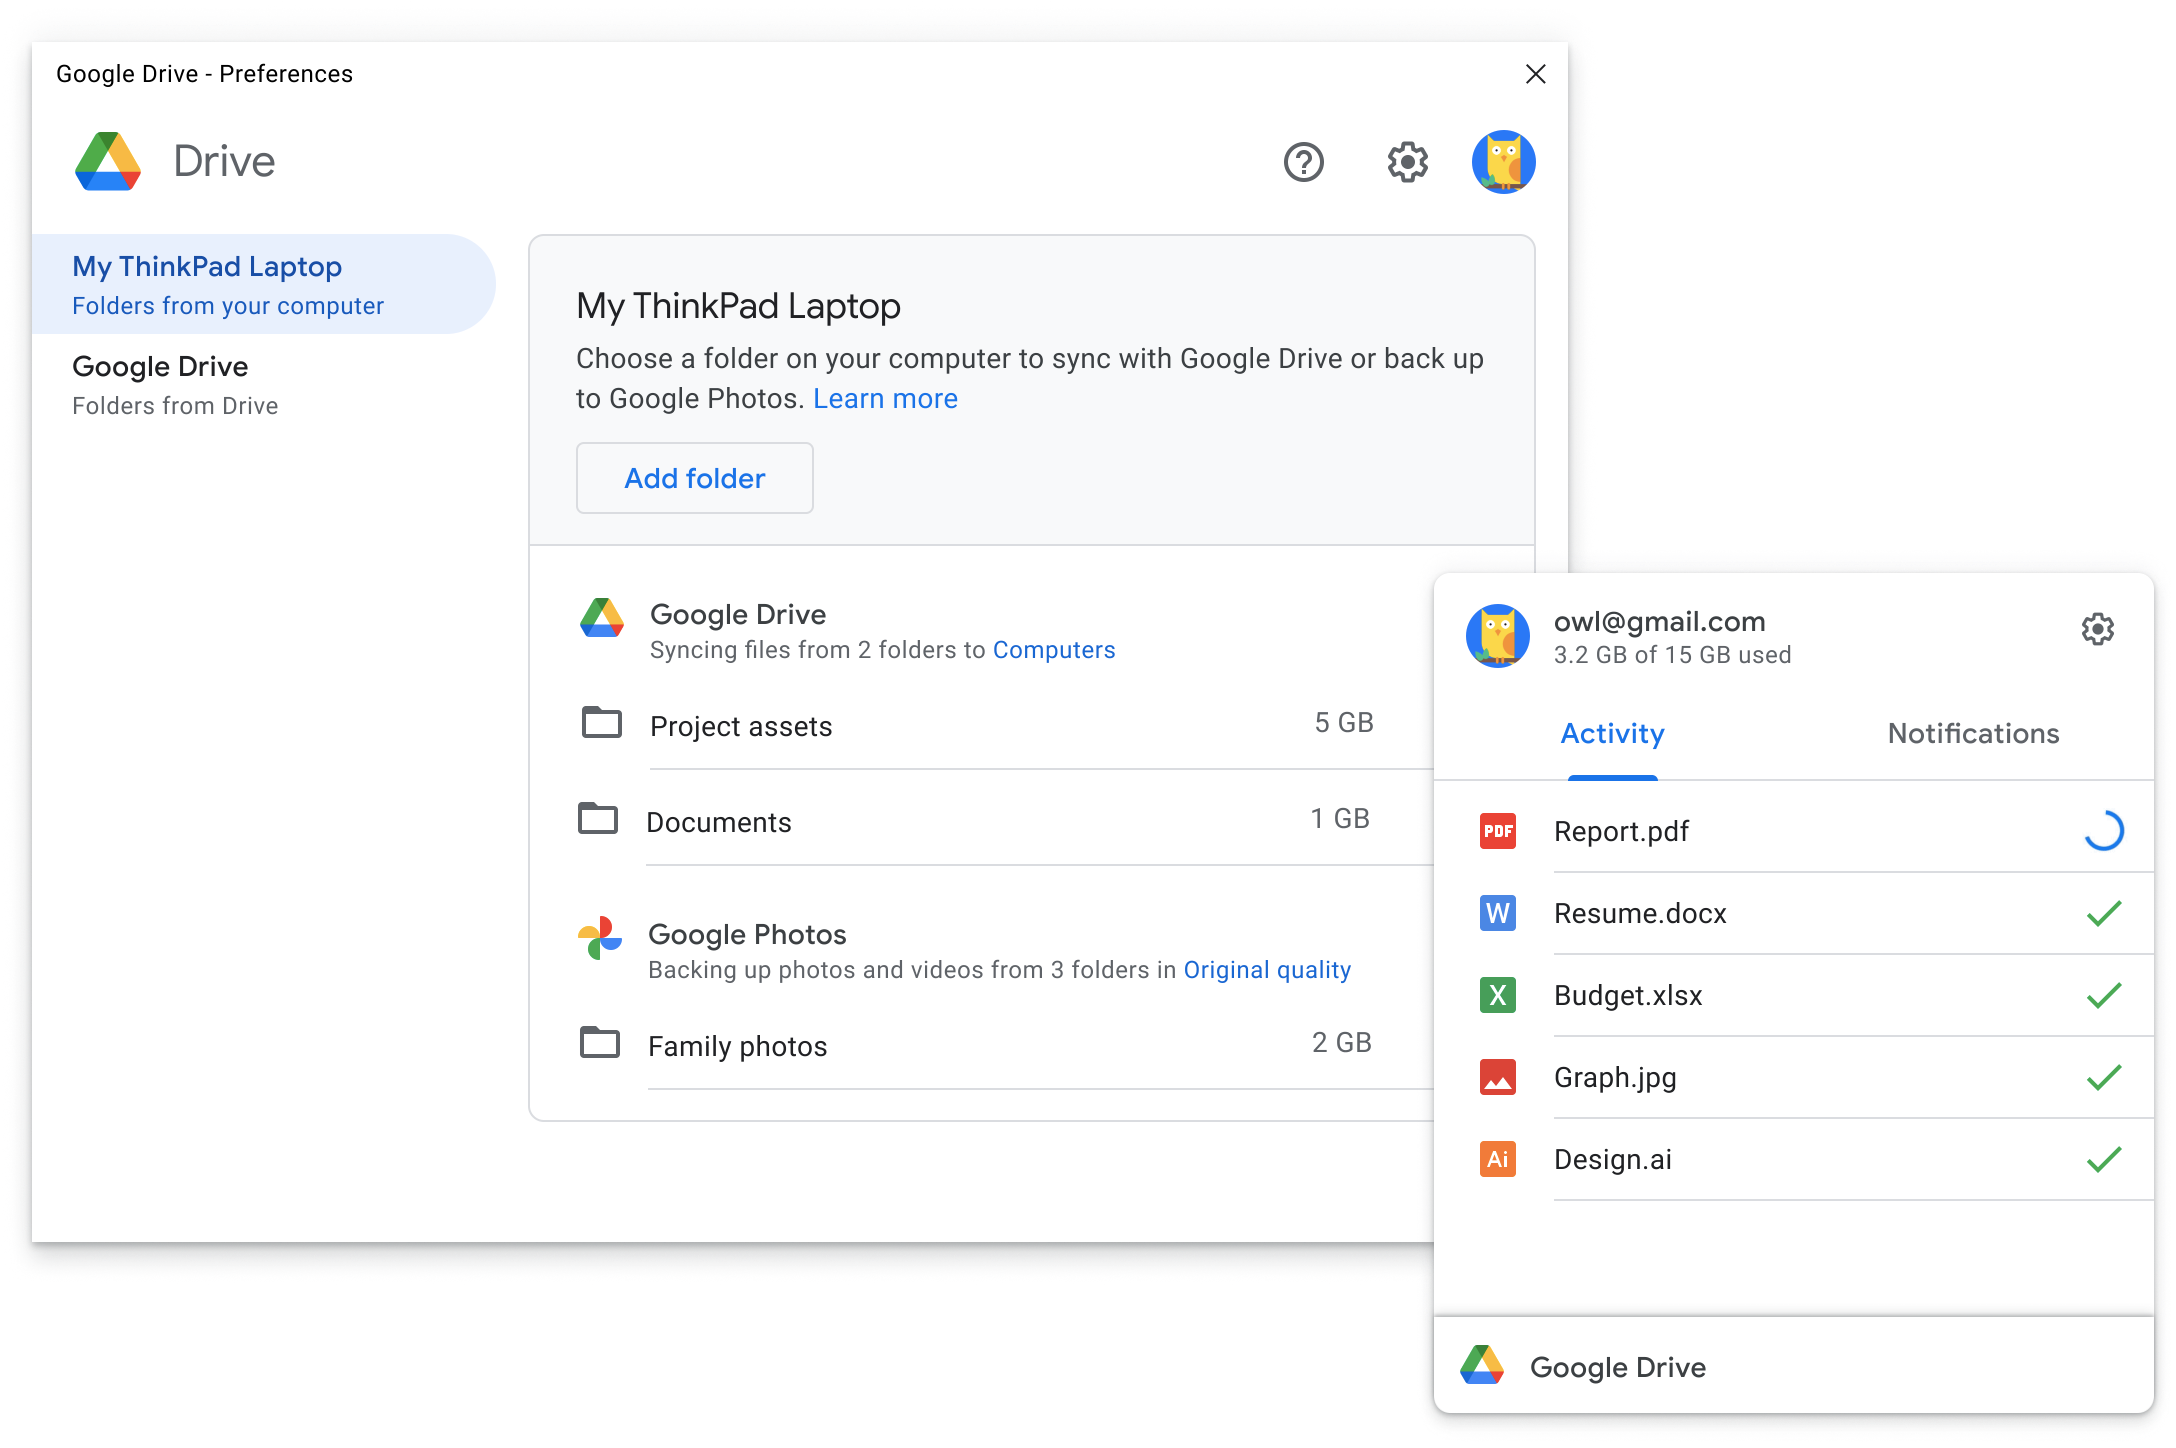 Google Drive - Preferences
Drive
My ThinkPad Laptop
Folders from your computer
Google Drive
Folders from Drive
My ThinkPad Laptop
Choose a folder on your computer to sync with Google Drive or back up
to Google Photos. Learn more
Add folder
Google Drive
Syncing files from 2 folders to Computers
Project assets 5 GB
Documents 1 GB
Google Photos
Backing up photos and videos from 3 folders in Original quality
Family photos 2 GB
owl@gmail.com
3.2 GB of 15 GB used
Activity Notifications
PDF Report.pdf
W Resume.docx
X Budget.xlsx
Graph.jpg
Ai Design.ai
Google Drive